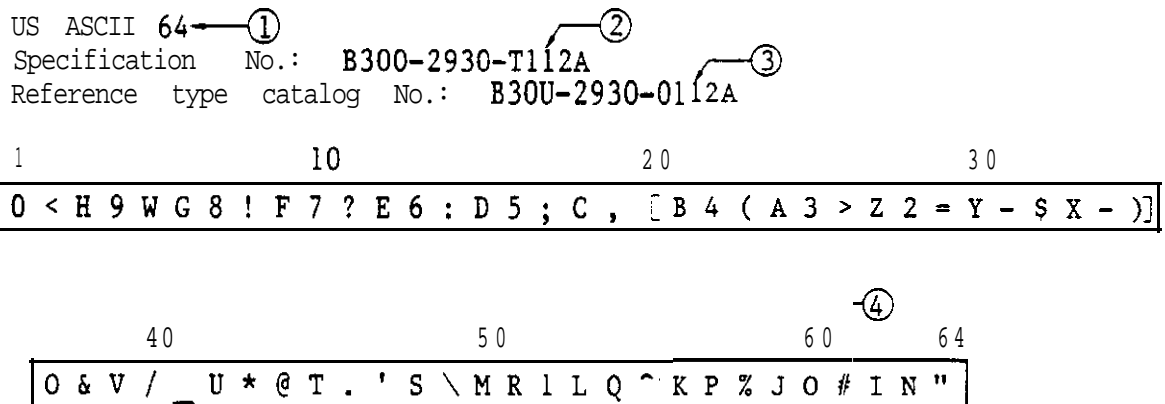 US ASCII 64 ①
②
Specification No.: B300-2930-T112A
③
Reference type catalog No.: B30U-2930-0112A
1 10 20 30
0 < H 9 W G 8 ! F 7 ? E 6 : D 5 ; C , [ B 4 ( A 3 > Z 2 = Y - $ X - ) ]
④
40 50 60 64
O & V / _ U * @ T . ' S \ M R 1 L Q ^ K P % J O # I N "